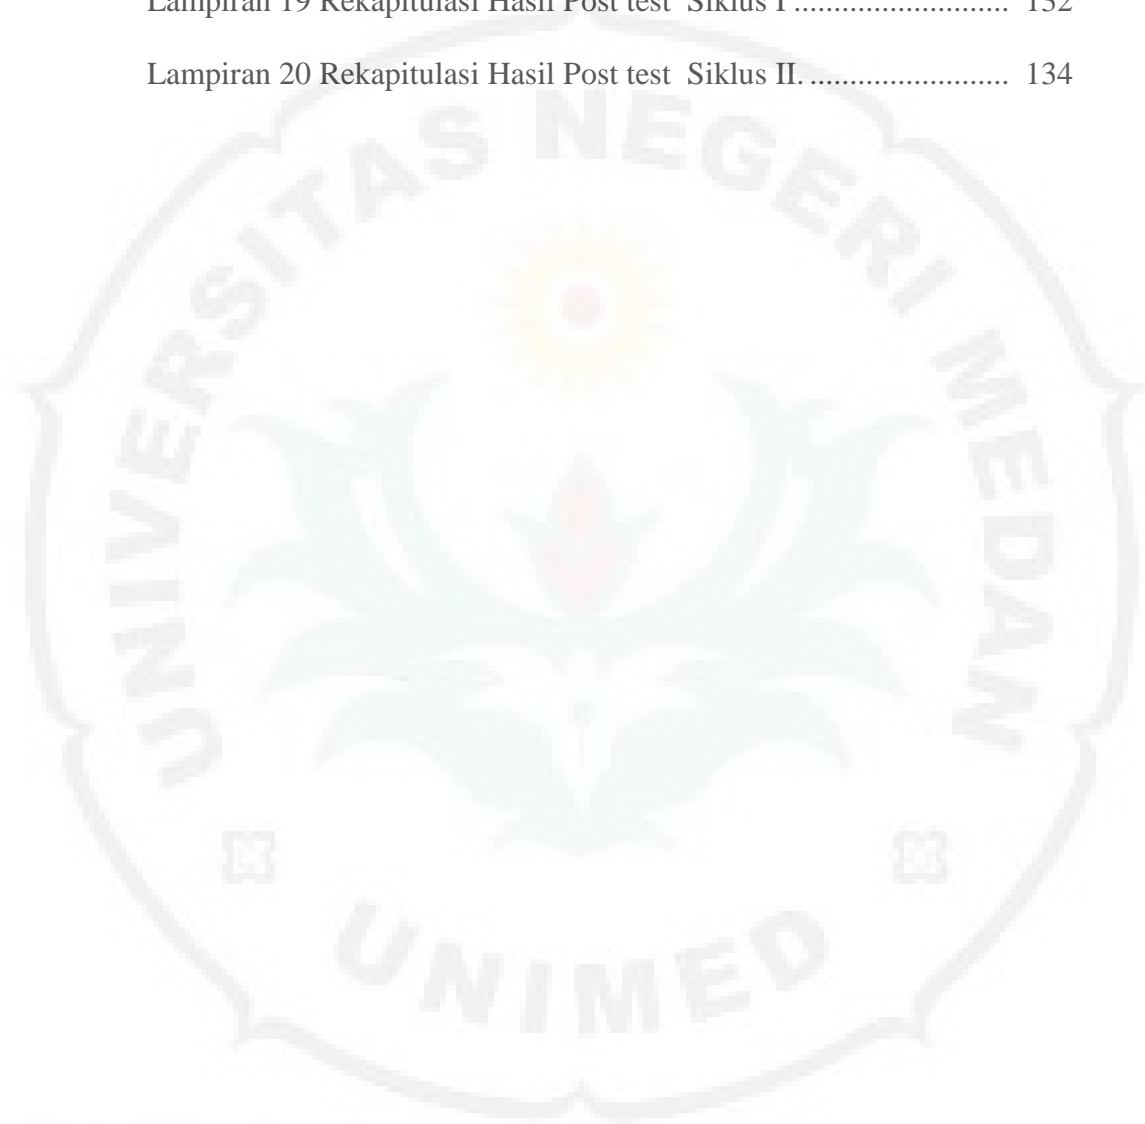 Lampiran 19 Rekapitulasi Hasil Post test  Siklus I ........................... 132
Lampiran 20 Rekapitulasi Hasil Post test  Siklus II. ......................... 134
UNIVERSITAS NEGERI MEDAN
UNIMED